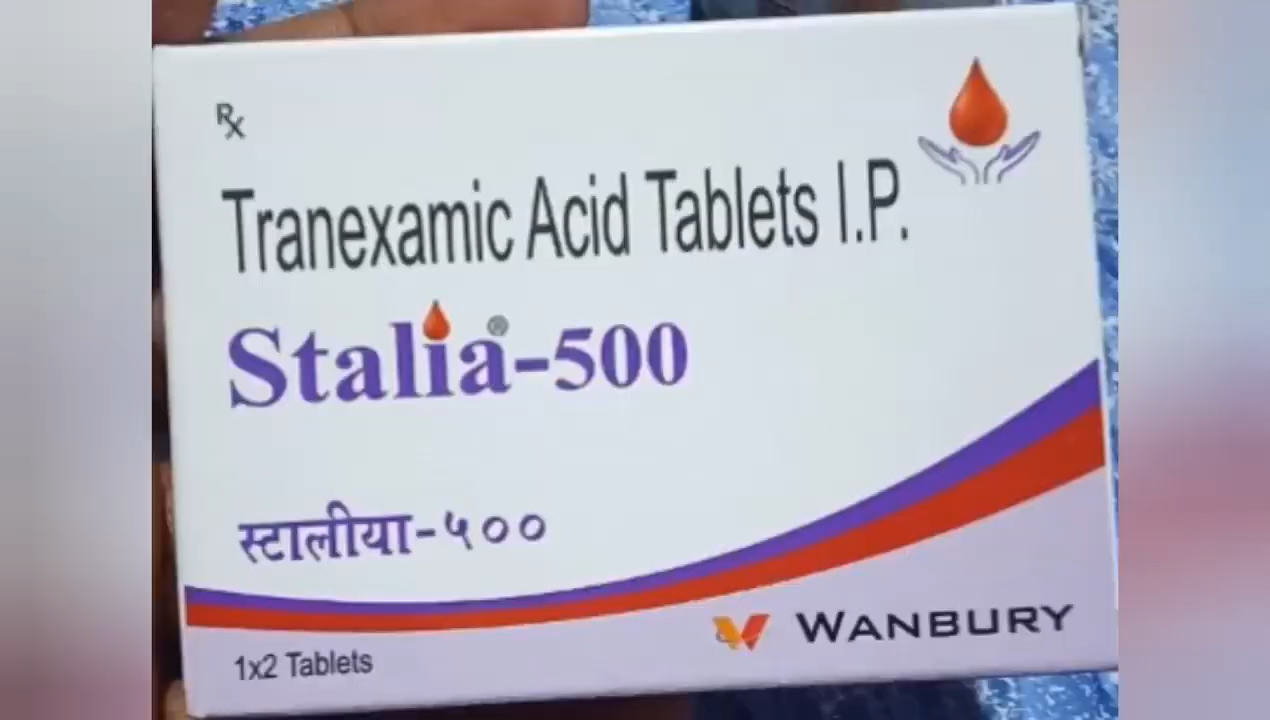 Rx
Tranexamic Acid Tablets I.P.
Stalia®-500
स्टालीया-५००
WANBURY
1x2 Tablets